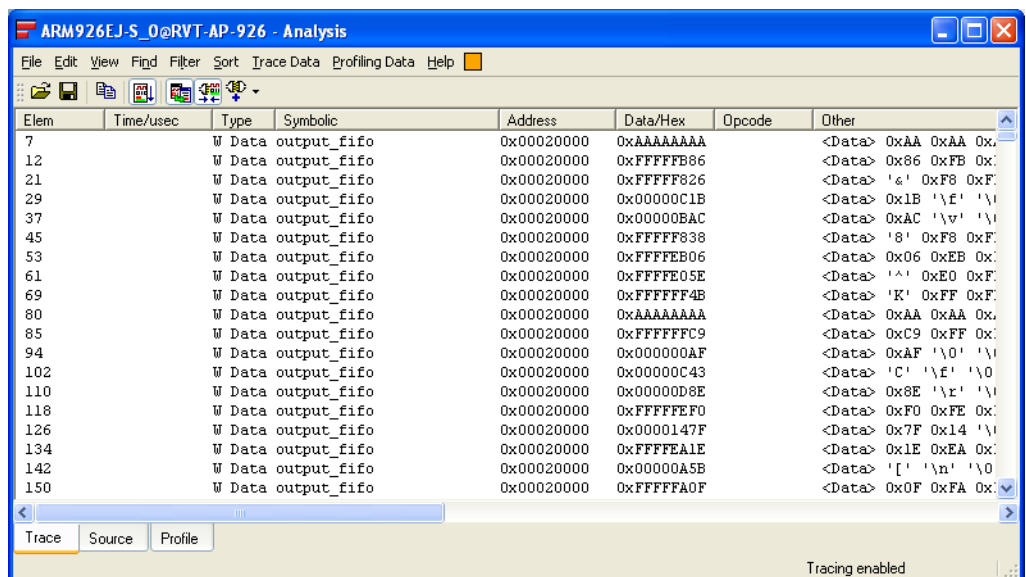 ARM926EJ-S_0@RVT-AP-926 - Analysis
File Edit View Find Filter Sort Trace Data Profiling Data Help
Elem Time/usec Type Symbolic Address Data/Hex Opcode Other
7 W Data output_fifo 0x00020000 0xAAAAAAAA <Data> 0xAA 0xAA
12 W Data output_fifo 0x00020000 0xFFFFFB86 <Data> 0x86 0xFB
21 W Data output_fifo 0x00020000 0xFFFFF826 <Data> '&' 0xF8
29 W Data output_fifo 0x00020000 0x00000C1B <Data> 0x1B '\f'
37 W Data output_fifo 0x00020000 0x00000BAC <Data> 0xAC '\v'
45 W Data output_fifo 0x00020000 0xFFFFF838 <Data> '8' 0xF8
53 W Data output_fifo 0x00020000 0xFFFFEB06 <Data> 0x06 0xEB
61 W Data output_fifo 0x00020000 0xFFFFE05E <Data> '^' 0xE0
69 W Data output_fifo 0x00020000 0xFFFFFF4B <Data> 'K' 0xFF
80 W Data output_fifo 0x00020000 0xAAAAAAAA <Data> 0xAA 0xAA
85 W Data output_fifo 0x00020000 0xFFFFFFC9 <Data> 0xC9 0xFF
94 W Data output_fifo 0x00020000 0x000000AF <Data> 0xAF '\0'
102 W Data output_fifo 0x00020000 0x00000C43 <Data> 'C' '\f' '\0
110 W Data output_fifo 0x00020000 0x00000D8E <Data> 0x8E '\r'
118 W Data output_fifo 0x00020000 0xFFFFFEF0 <Data> 0xF0 0xFE
126 W Data output_fifo 0x00020000 0x0000147F <Data> 0x7F 0x14
134 W Data output_fifo 0x00020000 0xFFFFEA1E <Data> 0x1E 0xEA
142 W Data output_fifo 0x00020000 0x00000A5B <Data> '[' '\n' '\0
150 W Data output_fifo 0x00020000 0xFFFFFA0F <Data> 0x0F 0xFA
Trace Source Profile
Tracing enabled